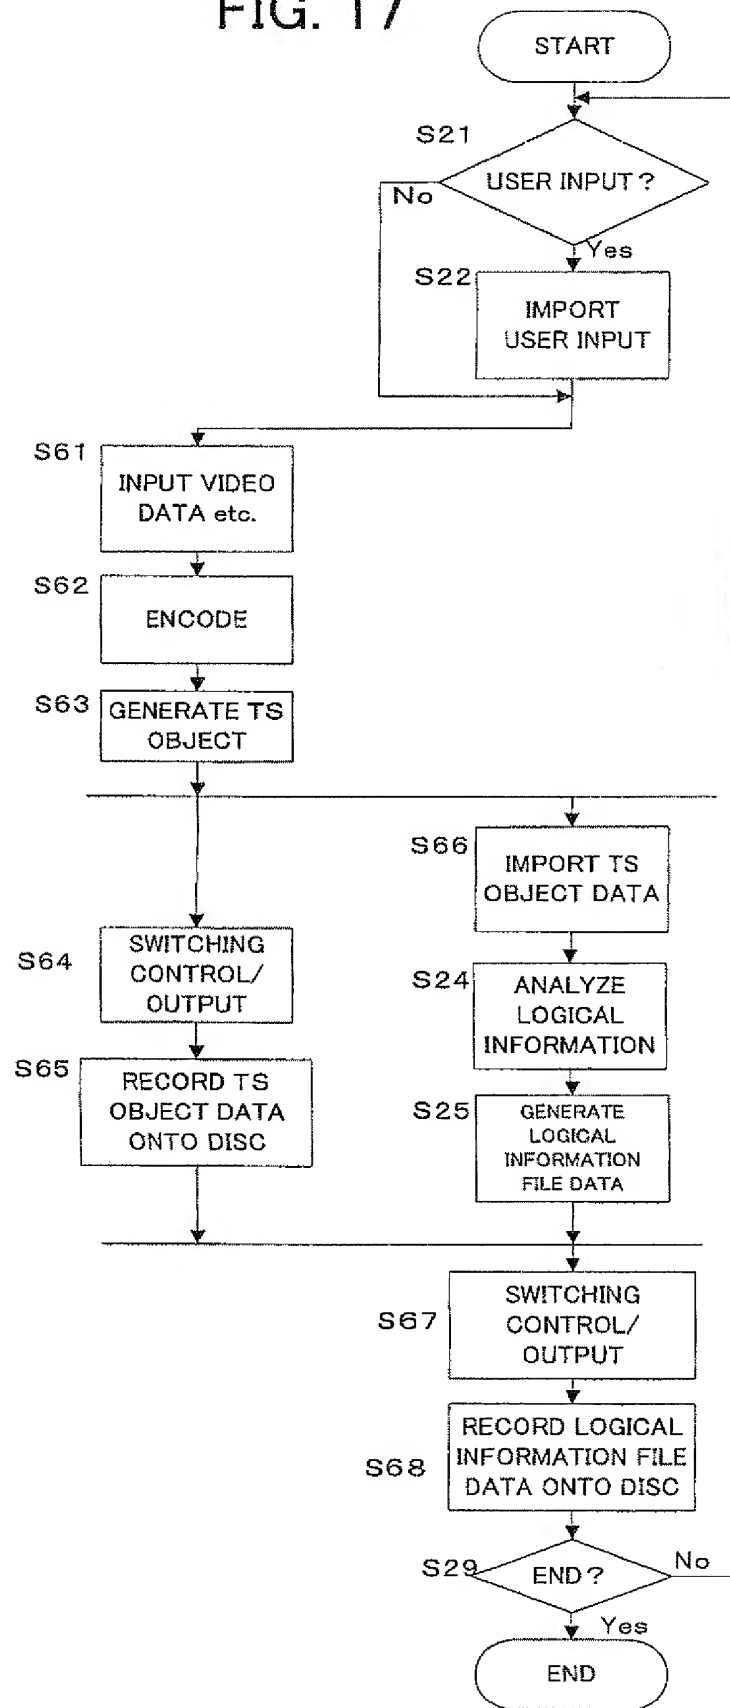 FIG. 17
START
S21
USER INPUT?
No
Yes
S22
IMPORT
USER INPUT
S61
INPUT VIDEO
DATA etc.
S62
ENCODE
S63
GENERATE TS
OBJECT
S66
IMPORT TS
OBJECT DATA
S64
SWITCHING
CONTROL/
OUTPUT
S24
ANALYZE
LOGICAL
INFORMATION
S65
RECORD TS
OBJECT DATA
ONTO DISC
S25
GENERATE
LOGICAL
INFORMATION
FILE DATA
S67
SWITCHING
CONTROL/
OUTPUT
S68
RECORD LOGICAL
INFORMATION FILE
DATA ONTO DISC
S29
END?
No
Yes
END